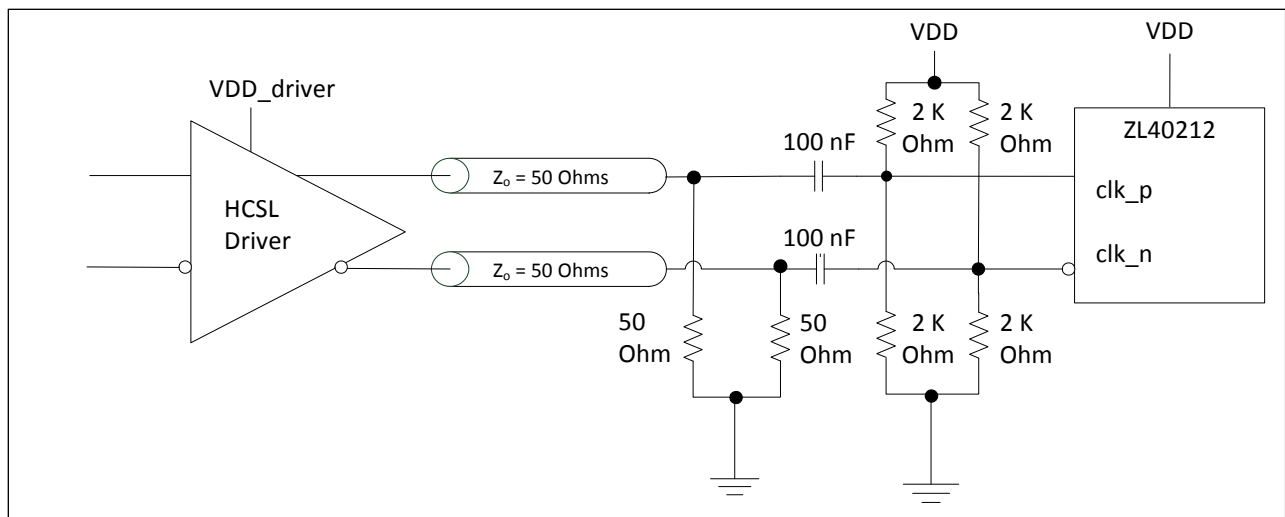 VDD
VDD
VDD_driver
2 K
Ohm
2 K
Ohm
ZL40212
100 nF
Zo = 50 Ohms
clk_p
HCSL
Driver
100 nF
clk_n
Zo = 50 Ohms
50
Ohm
50
Ohm
2 K
Ohm
2 K
Ohm